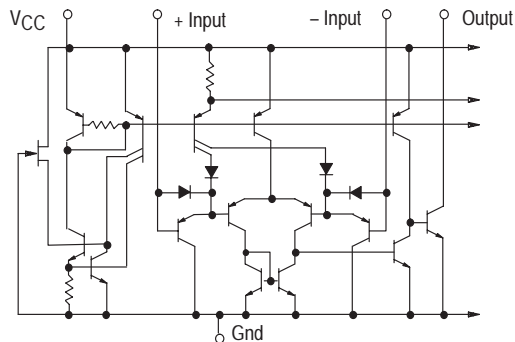 VCC
+ Input
– Input
Output
Gnd